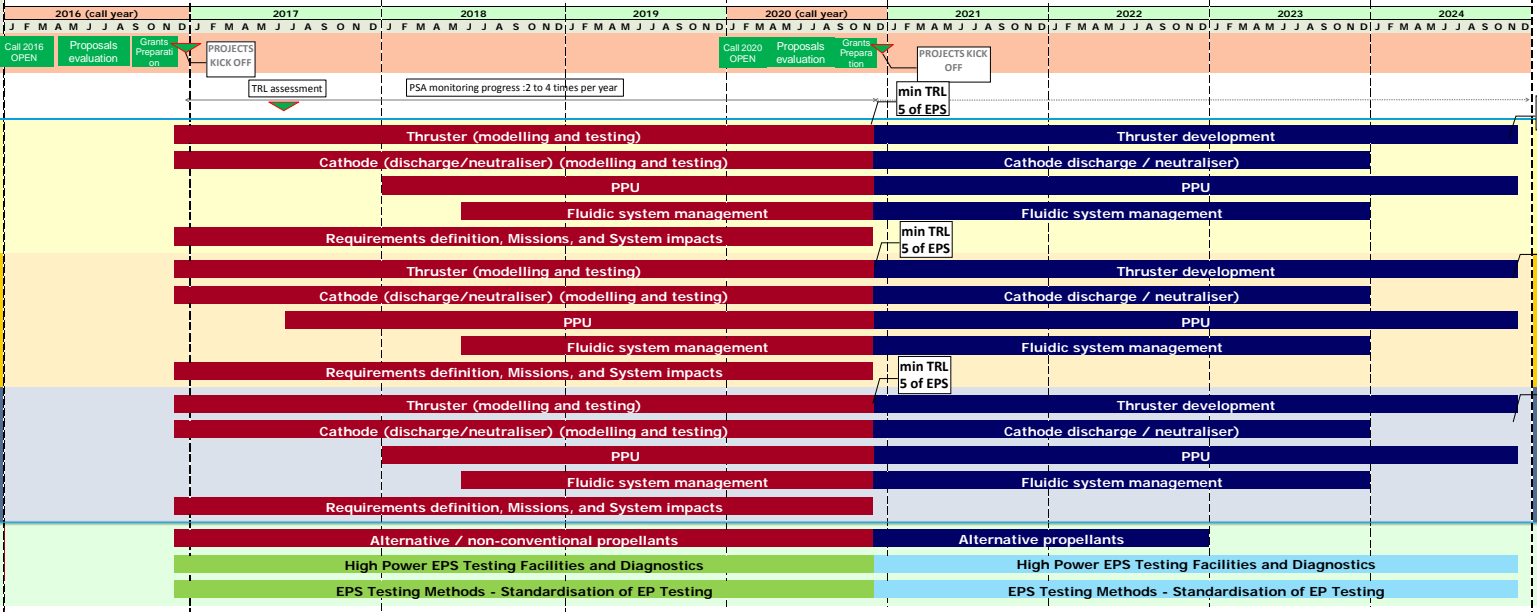 2016 (call year) 2017 2018 2019 2020 (call year) 2021 2022 2023 2024
J F M A M J J A S O N D J F M A M J J A S O N D J F M A M J J A S O N D J F M A M J J A S O N D J F M A M J J A S O N D J F M A M J J A S O N D J F M A M J J A S O N D J F M A M J J A S O N D J F M A M J J A S O N D
Call 2016
OPEN
Proposals
evaluation
Grants
Preparati
on
PROJECTS
KICK OFF
Call 2020
OPEN
Proposals
evaluation
Grants
Prepara
tion
PROJECTS KICK
OFF
TRL assessment
PSA monitoring progress :2 to 4 times per year
min TRL
5 of EPS
Thruster (modelling and testing) Thruster development
Cathode (discharge/neutraliser) (modelling and testing) Cathode discharge / neutraliser)
PPU PPU
Fluidic system management Fluidic system management
Requirements definition, Missions, and System impacts
min TRL
5 of EPS
Thruster (modelling and testing) Thruster development
Cathode (discharge/neutraliser) (modelling and testing) Cathode discharge / neutraliser)
PPU PPU
Fluidic system management Fluidic system management
Requirements definition, Missions, and System impacts
min TRL
5 of EPS
Thruster (modelling and testing) Thruster development
Cathode (discharge/neutraliser) (modelling and testing) Cathode discharge / neutraliser)
PPU PPU
Fluidic system management Fluidic system management
Requirements definition, Missions, and System impacts
Alternative / non-conventional propellants Alternative propellants
High Power EPS Testing Facilities and Diagnostics High Power EPS Testing Facilities and Diagnostics
EPS Testing Methods - Standardisation of EP Testing EPS Testing Methods - Standardisation of EP Testing